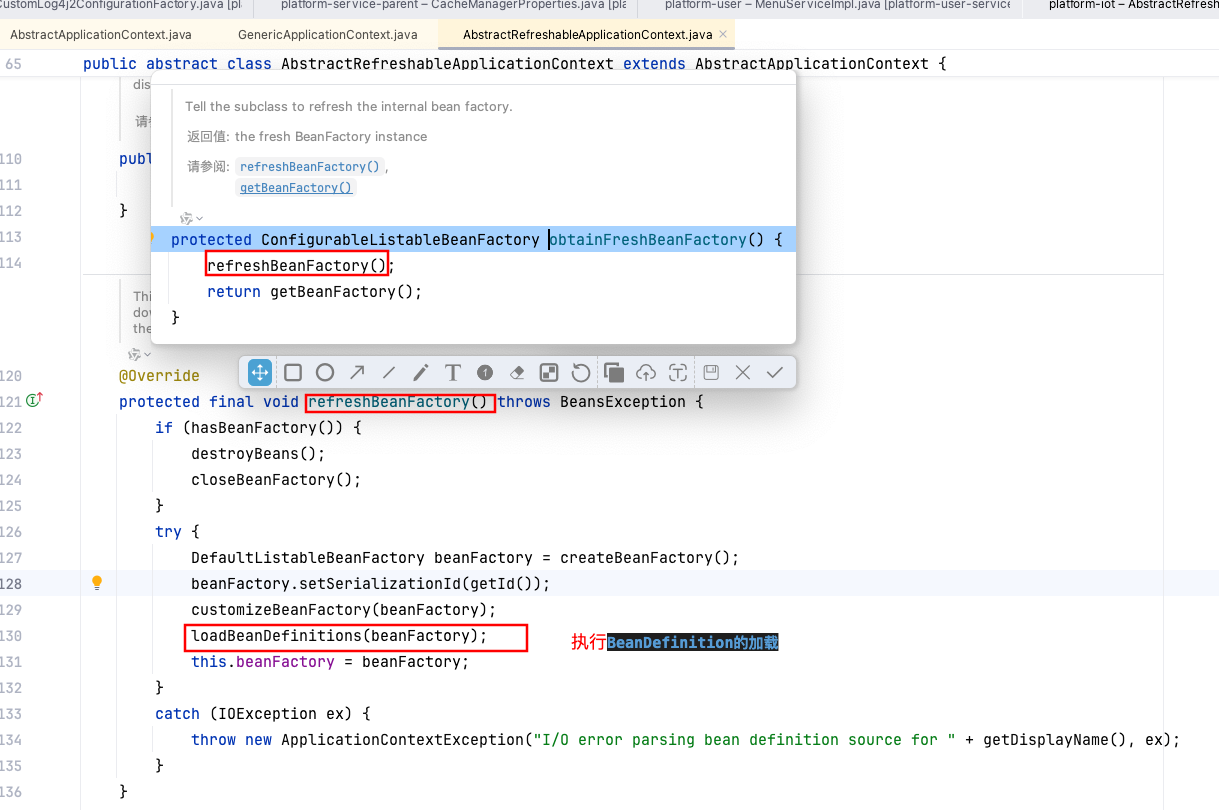 CustomLog4j2ConfigurationFactory.java [pla
platform-service-parent – CacheManagerProperties.java [pla
platform-user – MenuServiceImpl.java [platform-user-service
platform-iot – AbstractRefresh
AbstractApplicationContext.java
GenericApplicationContext.java
AbstractRefreshableApplicationContext.java
65 public abstract class AbstractRefreshableApplicationContext extends AbstractApplicationContext {
dis
Tell the subclass to refresh the internal bean factory.
请参
返回值: the fresh BeanFactory instance
110 publ
请参阅: refreshBeanFactory(),
111
getBeanFactory()
112 }
113 protected ConfigurableListableBeanFactory obtainFreshBeanFactory() {
114 refreshBeanFactory();
return getBeanFactory();
}
Thi
dow
the
T
1
T
120 @Override
121 protected final void refreshBeanFactory() throws BeansException {
122 if (hasBeanFactory()) {
123 destroyBeans();
124 closeBeanFactory();
125 }
126 try {
127 DefaultListableBeanFactory beanFactory = createBeanFactory();
128 beanFactory.setSerializationId(getId());
129 customizeBeanFactory(beanFactory);
130 loadBeanDefinitions(beanFactory);
执行BeanDefinition的加载
131 this.beanFactory = beanFactory;
132 }
133 catch (IOException ex) {
134 throw new ApplicationContextException("I/O error parsing bean definition source for " + getDisplayName(), ex);
135 }
136 }